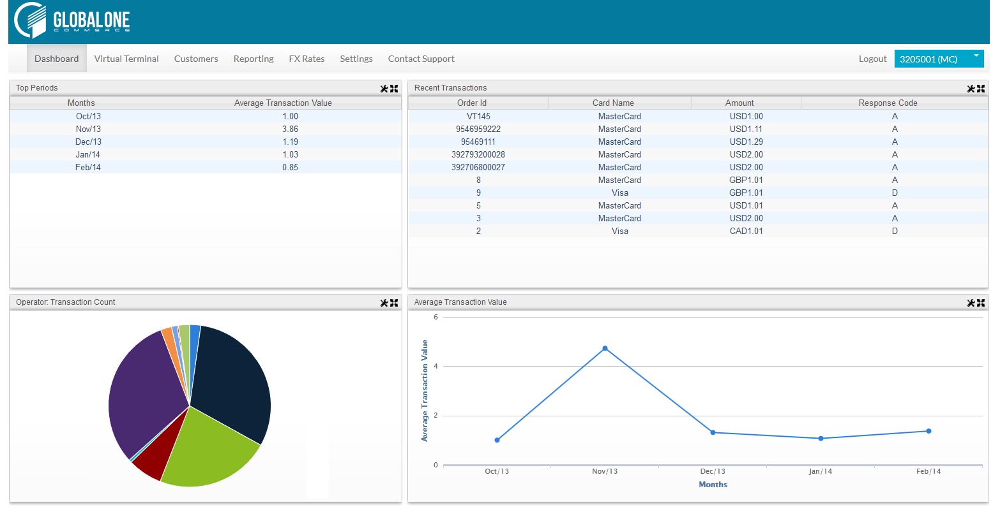 GLOBALONE
COMMERCE
Dashboard Virtual Terminal Customers Reporting FX Rates Settings Contact Support Logout 3205001 (MC)
Top Periods
Months Average Transaction Value
Oct/13 1.00
Nov/13 3.86
Dec/13 1.19
Jan/14 1.03
Feb/14 0.85
Recent Transactions
Order Id Card Name Amount Response Code
VT145 MasterCard USD1.00 A
9546959222 MasterCard USD1.11 A
95469111 MasterCard USD1.29 A
392793200028 MasterCard USD2.00 A
392706800027 MasterCard USD2.00 A
8 MasterCard GBP1.01 A
9 Visa GBP1.01 D
5 MasterCard USD1.01 A
3 MasterCard USD2.00 A
2 Visa CAD1.01 D
Operator: Transaction Count
Average Transaction Value
Average Transaction Value
6
4
2
0
Oct/13 Nov/13 Dec/13 Jan/14 Feb/14
Months